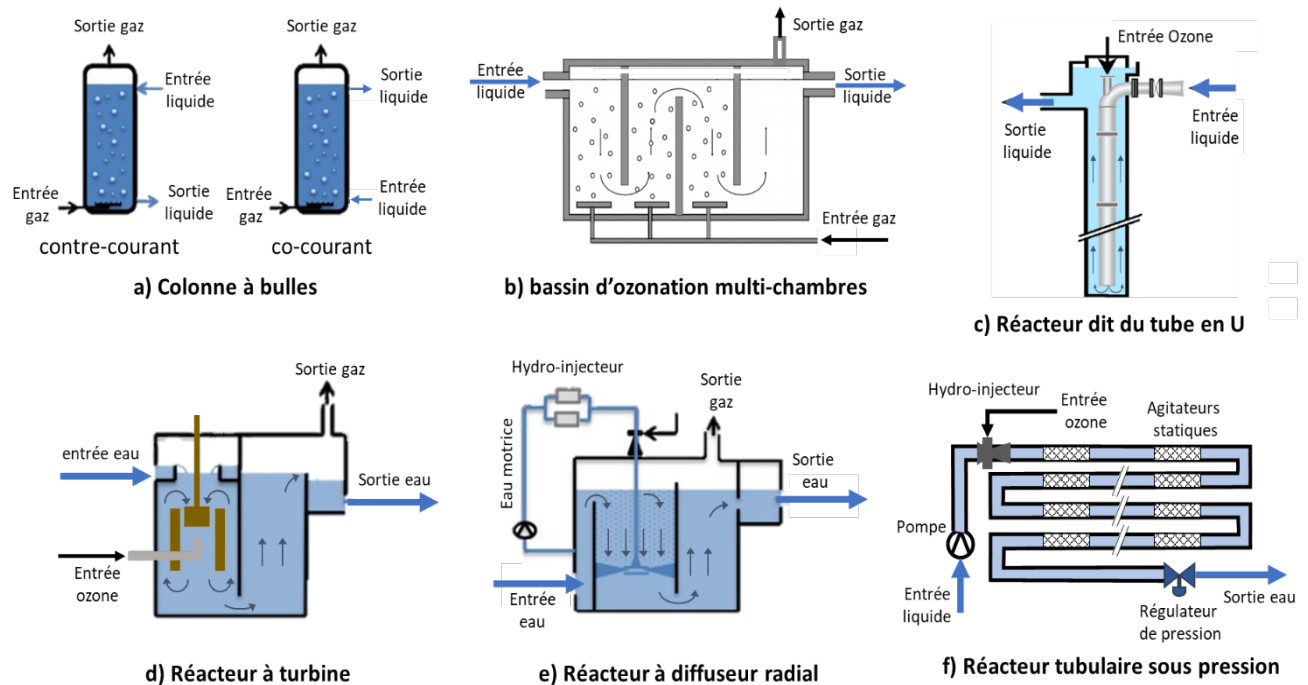 Sortie gaz
Sortie gaz
Entrée
liquide
Sortie
liquide
Entrée
gaz
Sortie
liquide
Entrée
gaz
Entrée
liquide
contre-courant
co-courant
a) Colonne à bulles
Sortie gaz
Entrée
liquide
Sortie
liquide
Entrée gaz
b) bassin d'ozonation multi-chambres
Entrée Ozone
Sortie
liquide
Entrée
liquide
c) Réacteur dit du tube en U
Sortie gaz
entrée eau
Sortie eau
Entrée
ozone
d) Réacteur à turbine
Hydro-injecteur
Sortie
gaz
Eau motrice
Sortie
eau
Entrée
eau
e) Réacteur à diffuseur radial
Hydro-injecteur
Entrée
ozone
Agitateurs
statiques
Pompe
Entrée
liquide
Sortie eau
Régulateur
de pression
f) Réacteur tubulaire sous pression